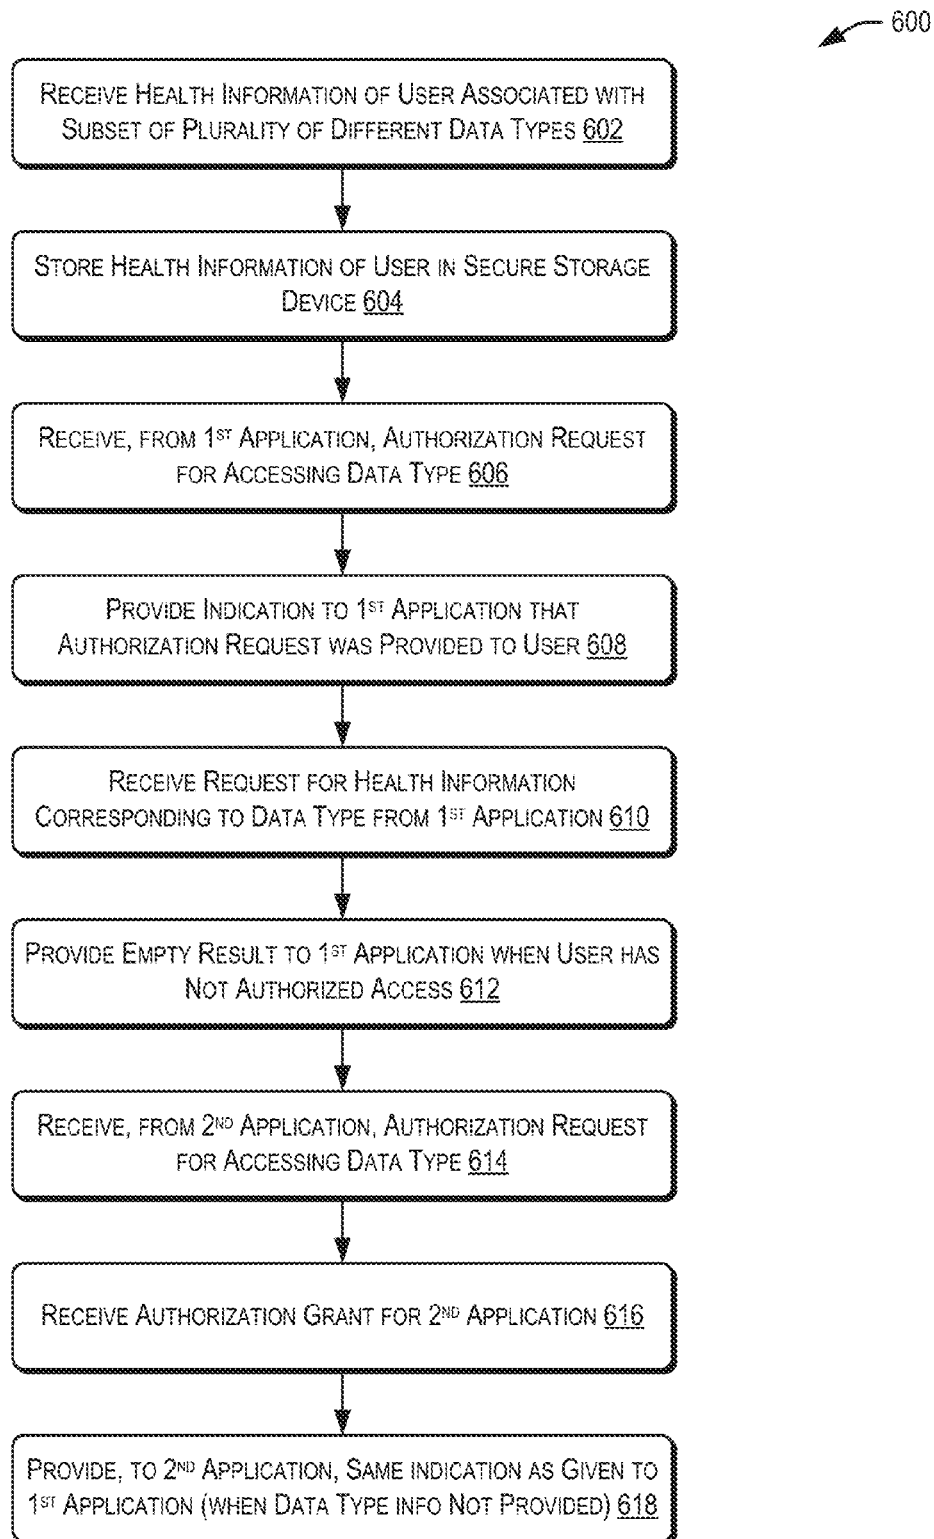 600
RECEIVE HEALTH INFORMATION OF USER ASSOCIATED WITH
SUBSET OF PLURALITY OF DIFFERENT DATA TYPES 602
STORE HEALTH INFORMATION OF USER IN SECURE STORAGE
DEVICE 604
RECEIVE, FROM 1ST APPLICATION, AUTHORIZATION REQUEST
FOR ACCESSING DATA TYPE 606
PROVIDE INDICATION TO 1ST APPLICATION THAT
AUTHORIZATION REQUEST WAS PROVIDED TO USER 608
RECEIVE REQUEST FOR HEALTH INFORMATION
CORRESPONDING TO DATA TYPE FROM 1ST APPLICATION 610
PROVIDE EMPTY RESULT TO 1ST APPLICATION WHEN USER HAS
NOT AUTHORIZED ACCESS 612
RECEIVE, FROM 2ND APPLICATION, AUTHORIZATION REQUEST
FOR ACCESSING DATA TYPE 614
RECEIVE AUTHORIZATION GRANT FOR 2ND APPLICATION 616
PROVIDE, TO 2ND APPLICATION, SAME INDICATION AS GIVEN TO
1ST APPLICATION (WHEN DATA TYPE INFO NOT PROVIDED) 618